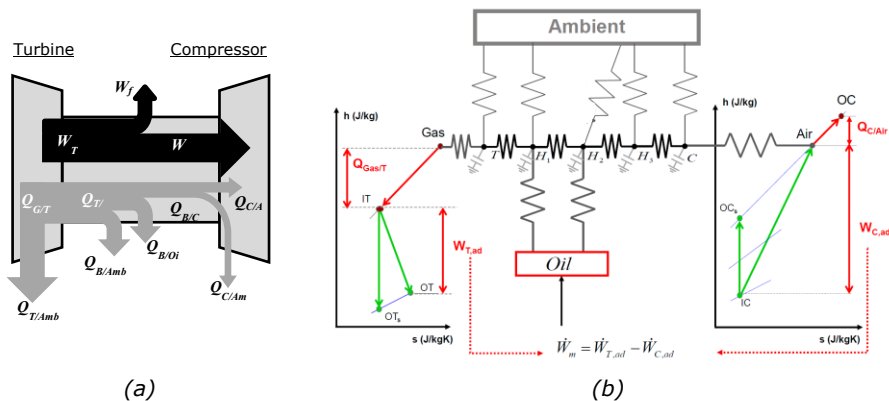 Turbine
Compressor
W_f
W_T
W
Q_G/T
Q_T/
Q_B/C
Q_C/A
Q_B/Amb
Q_B/Oi
Q_C/Am
Q_T/Amb
(a)
Ambient
h (J/kg)
Gas
T
H_1
H_2
H_3
C
Q_Gas/T
IT
W_T,ad
OT
OT_s
s (J/kgK)
Oil
Ẇ_m = Ẇ_T,ad − Ẇ_C,ad
h (J/kg)
OC
Air
Q_C/Air
OC_s
W_C,ad
IC
s (J/kgK)
(b)